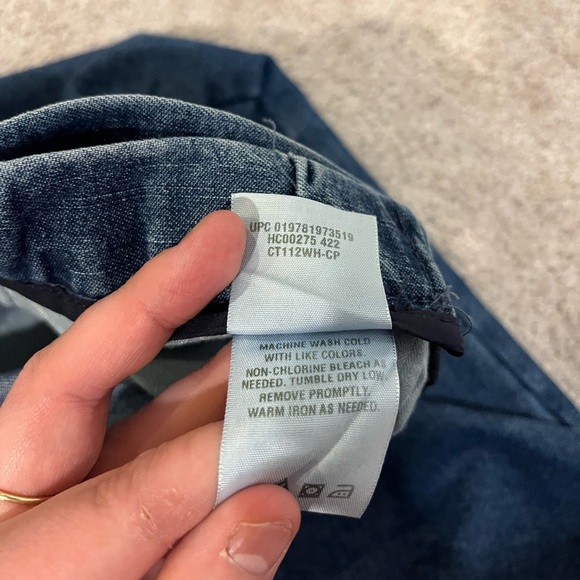 UPC 019781973519
HC00275 422
CT112WH-CP
MACHINE WASH COLD
WITH LIKE COLORS.
NON-CHLORINE BLEACH AS
NEEDED. TUMBLE DRY LOW.
REMOVE PROMPTLY.
WARM IRON AS NEEDED.